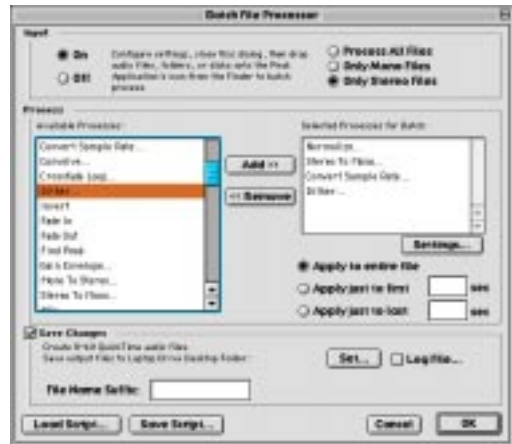 Batch File Processor
Input
On
Off
Configure settings, close this dialog, then drop
audio files, folders, or disks onto the Peak
Application's icon from the Finder to batch
process
Process All Files
Only Mono Files
Only Stereo Files
Process
Available Processes:
Convert Sample Rate...
Convolve...
Crossfade Loop...
Dither...
Invert
Fade In
Fade Out
Find Peak
Gain Envelope...
Mono To Stereo...
Stereo To Mono...
Add >>
<< Remove
Selected Processes for Batch:
Normalize...
Stereo To Mono...
Convert Sample Rate...
Dither...
Settings...
Apply to entire file
Apply just to first
sec
Apply just to last
sec
Save Changes
Create 8-bit QuickTime audio files
Save output files to Laptop Drive Desktop Folder:
Set...
Log file...
File Name Suffix:
Load Script...
Save Script...
Cancel
OK